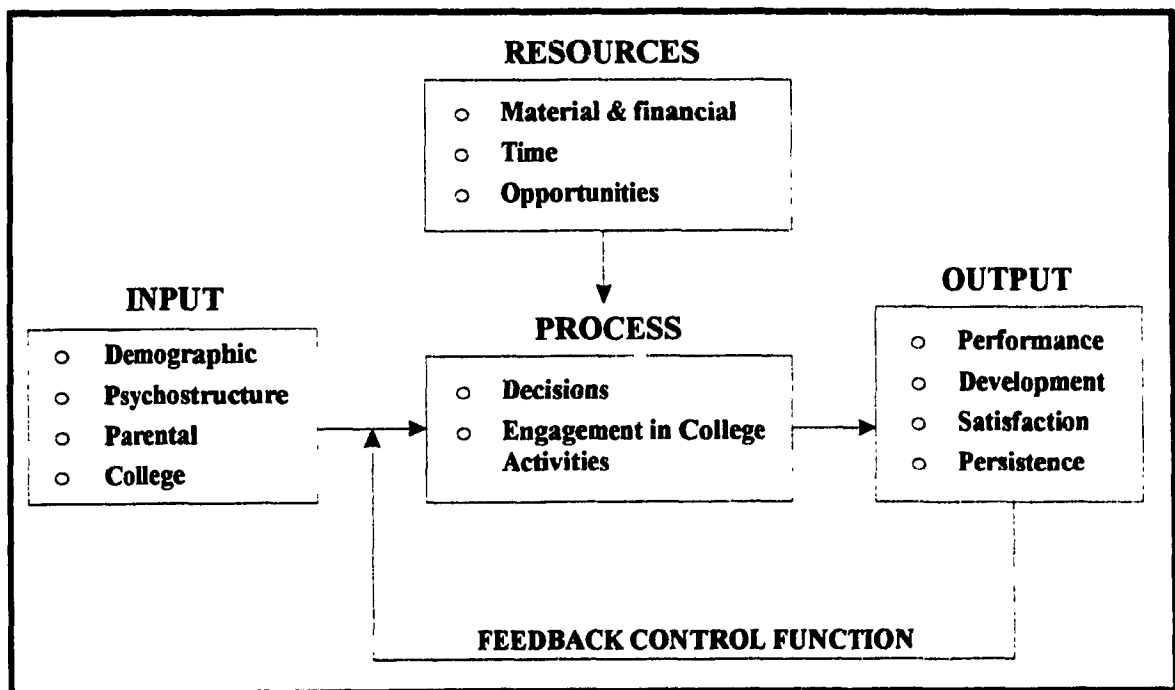 RESOURCES
○ Material & financial
○ Time
○ Opportunities
INPUT
○ Demographic
○ Psychostructure
○ Parental
○ College
PROCESS
○ Decisions
○ Engagement in College
Activities
OUTPUT
○ Performance
○ Development
○ Satisfaction
○ Persistence
FEEDBACK CONTROL FUNCTION